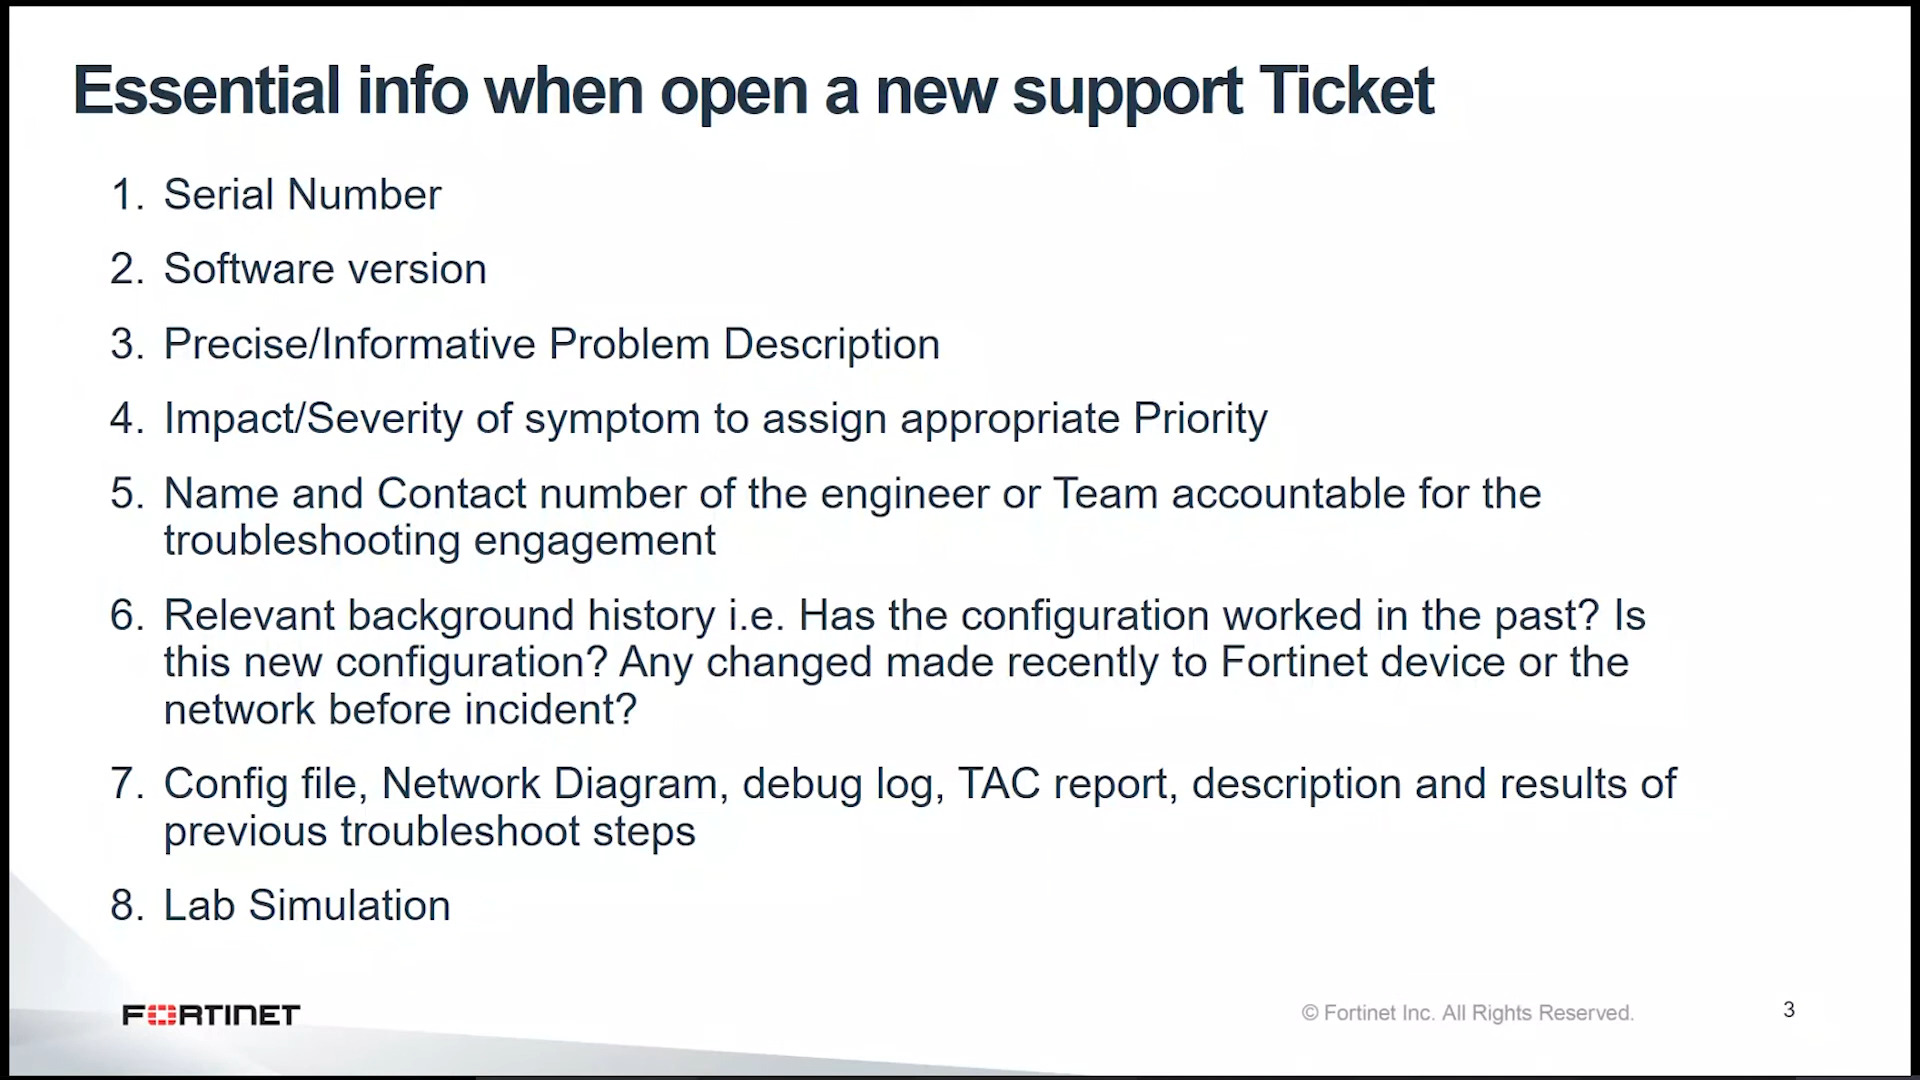 Essential info when open a new support Ticket
1. Serial Number
2. Software version
3. Precise/Informative Problem Description
4. Impact/Severity of symptom to assign appropriate Priority
5. Name and Contact number of the engineer or Team accountable for the
troubleshooting engagement
6. Relevant background history i.e. Has the configuration worked in the past? Is
this new configuration? Any changed made recently to Fortinet device or the
network before incident?
7. Config file, Network Diagram, debug log, TAC report, description and results of
previous troubleshoot steps
8. Lab Simulation
FORTINET
© Fortinet Inc. All Rights Reserved.
3